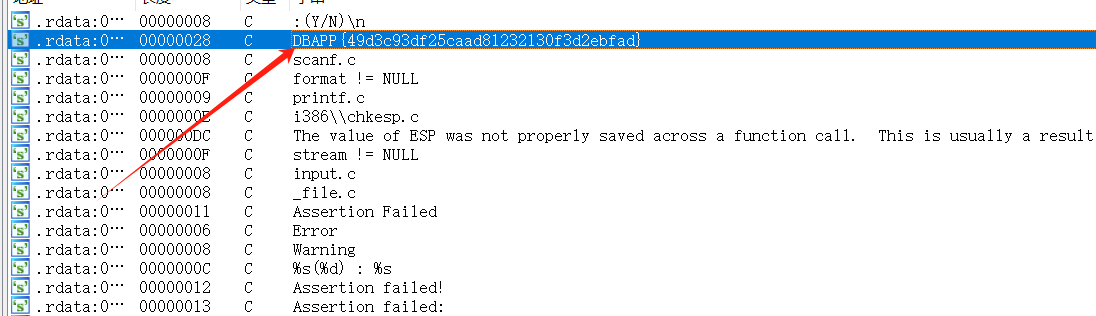 地址 长度 类型 字串
's' .rdata:0… 00000008 C :(Y/N)\n
's' .rdata:0… 00000028 C DBAPP{49d3c93df25caad81232130f3d2ebfad}
's' .rdata:0… 00000008 C scanf.c
's' .rdata:0… 0000000F C format != NULL
's' .rdata:0… 00000009 C printf.c
's' .rdata:0… 0000000E C i386\\chkesp.c
's' .rdata:0… 000000DC C The value of ESP was not properly saved across a function call.  This is usually a result
's' .rdata:0… 0000000F C stream != NULL
's' .rdata:0… 00000008 C input.c
's' .rdata:0… 00000008 C _file.c
's' .rdata:0… 00000011 C Assertion Failed
's' .rdata:0… 00000006 C Error
's' .rdata:0… 00000008 C Warning
's' .rdata:0… 0000000C C %s(%d) : %s
's' .rdata:0… 00000012 C Assertion failed!
's' .rdata:0… 00000013 C Assertion failed: